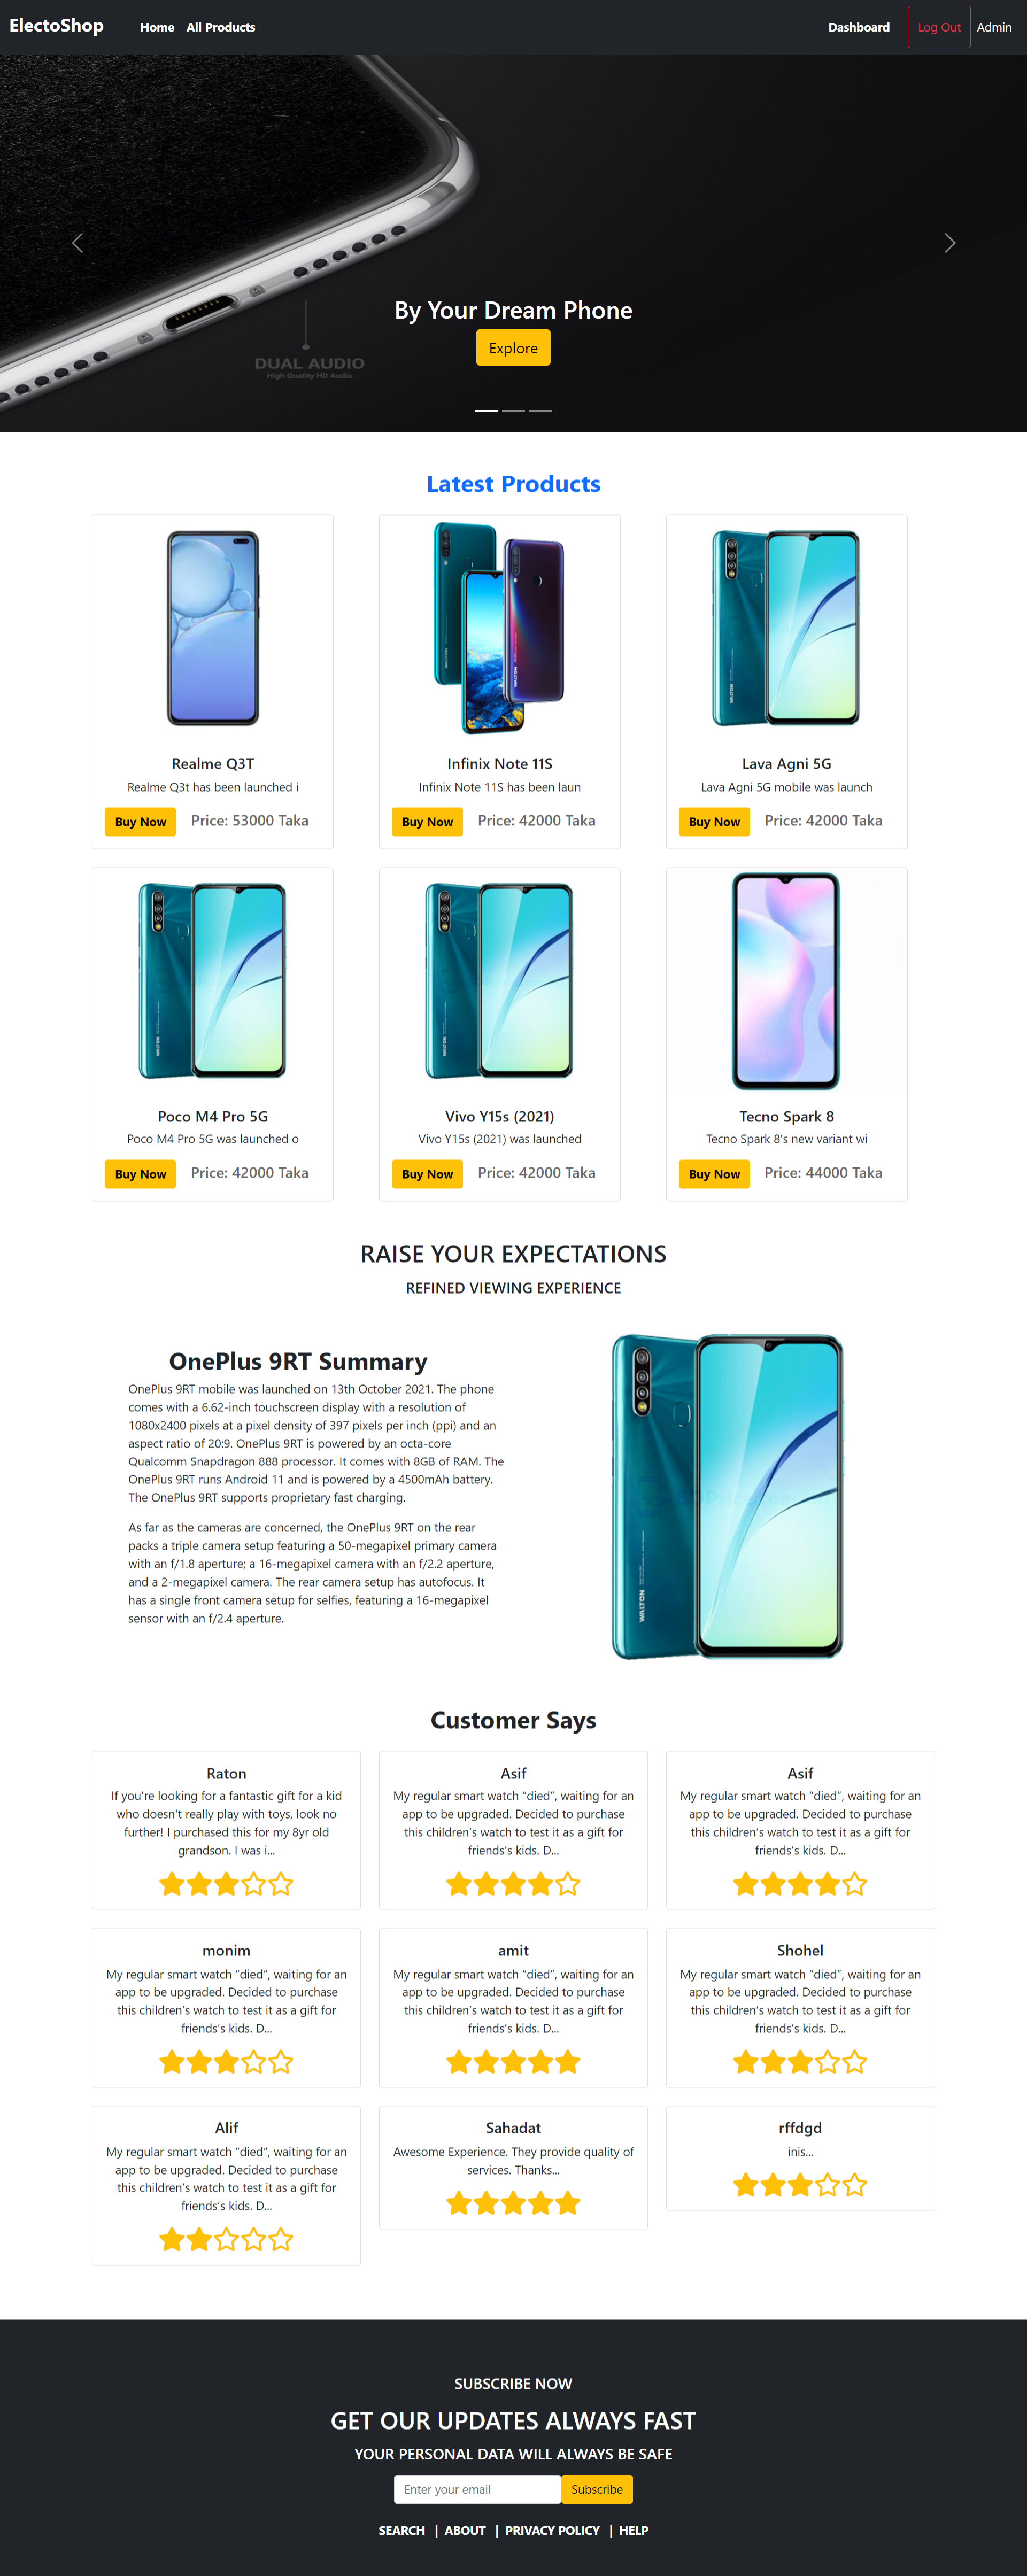 ElectoShop
Home
All Products
Dashboard
Log Out
Admin
DUAL AUDIO
High Quality HD Audio
By Your Dream Phone
Explore
Latest Products
Realme Q3T
Realme Q3t has been launched i
Buy Now
Price: 53000 Taka
WALTON
WALTON
Infinix Note 11S
Infinix Note 11S has been laun
Buy Now
Price: 42000 Taka
WALTON
Lava Agni 5G
Lava Agni 5G mobile was launch
Buy Now
Price: 42000 Taka
WALTON
Poco M4 Pro 5G
Poco M4 Pro 5G was launched o
Buy Now
Price: 42000 Taka
WALTON
Vivo Y15s (2021)
Vivo Y15s (2021) was launched
Buy Now
Price: 42000 Taka
Tecno Spark 8
Tecno Spark 8’s new variant wi
Buy Now
Price: 44000 Taka
RAISE YOUR EXPECTATIONS
REFINED VIEWING EXPERIENCE
OnePlus 9RT Summary
OnePlus 9RT mobile was launched on 13th October 2021. The phone
comes with a 6.62-inch touchscreen display with a resolution of
1080x2400 pixels at a pixel density of 397 pixels per inch (ppi) and an
aspect ratio of 20:9. OnePlus 9RT is powered by an octa-core
Qualcomm Snapdragon 888 processor. It comes with 8GB of RAM. The
OnePlus 9RT runs Android 11 and is powered by a 4500mAh battery.
The OnePlus 9RT supports proprietary fast charging.
As far as the cameras are concerned, the OnePlus 9RT on the rear
packs a triple camera setup featuring a 50-megapixel primary camera
with an f/1.8 aperture; a 16-megapixel camera with an f/2.2 aperture,
and a 2-megapixel camera. The rear camera setup has autofocus. It
has a single front camera setup for selfies, featuring a 16-megapixel
sensor with an f/2.4 aperture.
WALTON
Customer Says
Raton
If you're looking for a fantastic gift for a kid
who doesn't really play with toys, look no
further! I purchased this for my 8yr old
grandson. I was i...
Asif
My regular smart watch “died”, waiting for an
app to be upgraded. Decided to purchase
this children’s watch to test it as a gift for
friends’s kids. D...
Asif
My regular smart watch “died”, waiting for an
app to be upgraded. Decided to purchase
this children’s watch to test it as a gift for
friends’s kids. D...
monim
My regular smart watch “died”, waiting for an
app to be upgraded. Decided to purchase
this children’s watch to test it as a gift for
friends’s kids. D...
amit
My regular smart watch “died”, waiting for an
app to be upgraded. Decided to purchase
this children’s watch to test it as a gift for
friends’s kids. D...
Shohel
My regular smart watch “died”, waiting for an
app to be upgraded. Decided to purchase
this children’s watch to test it as a gift for
friends’s kids. D...
Alif
My regular smart watch “died”, waiting for an
app to be upgraded. Decided to purchase
this children’s watch to test it as a gift for
friends’s kids. D...
Sahadat
Awesome Experience. They provide quality of
services. Thanks...
rffdgd
inis...
SUBSCRIBE NOW
GET OUR UPDATES ALWAYS FAST
YOUR PERSONAL DATA WILL ALWAYS BE SAFE
Enter your email
Subscribe
SEARCH | ABOUT | PRIVACY POLICY | HELP